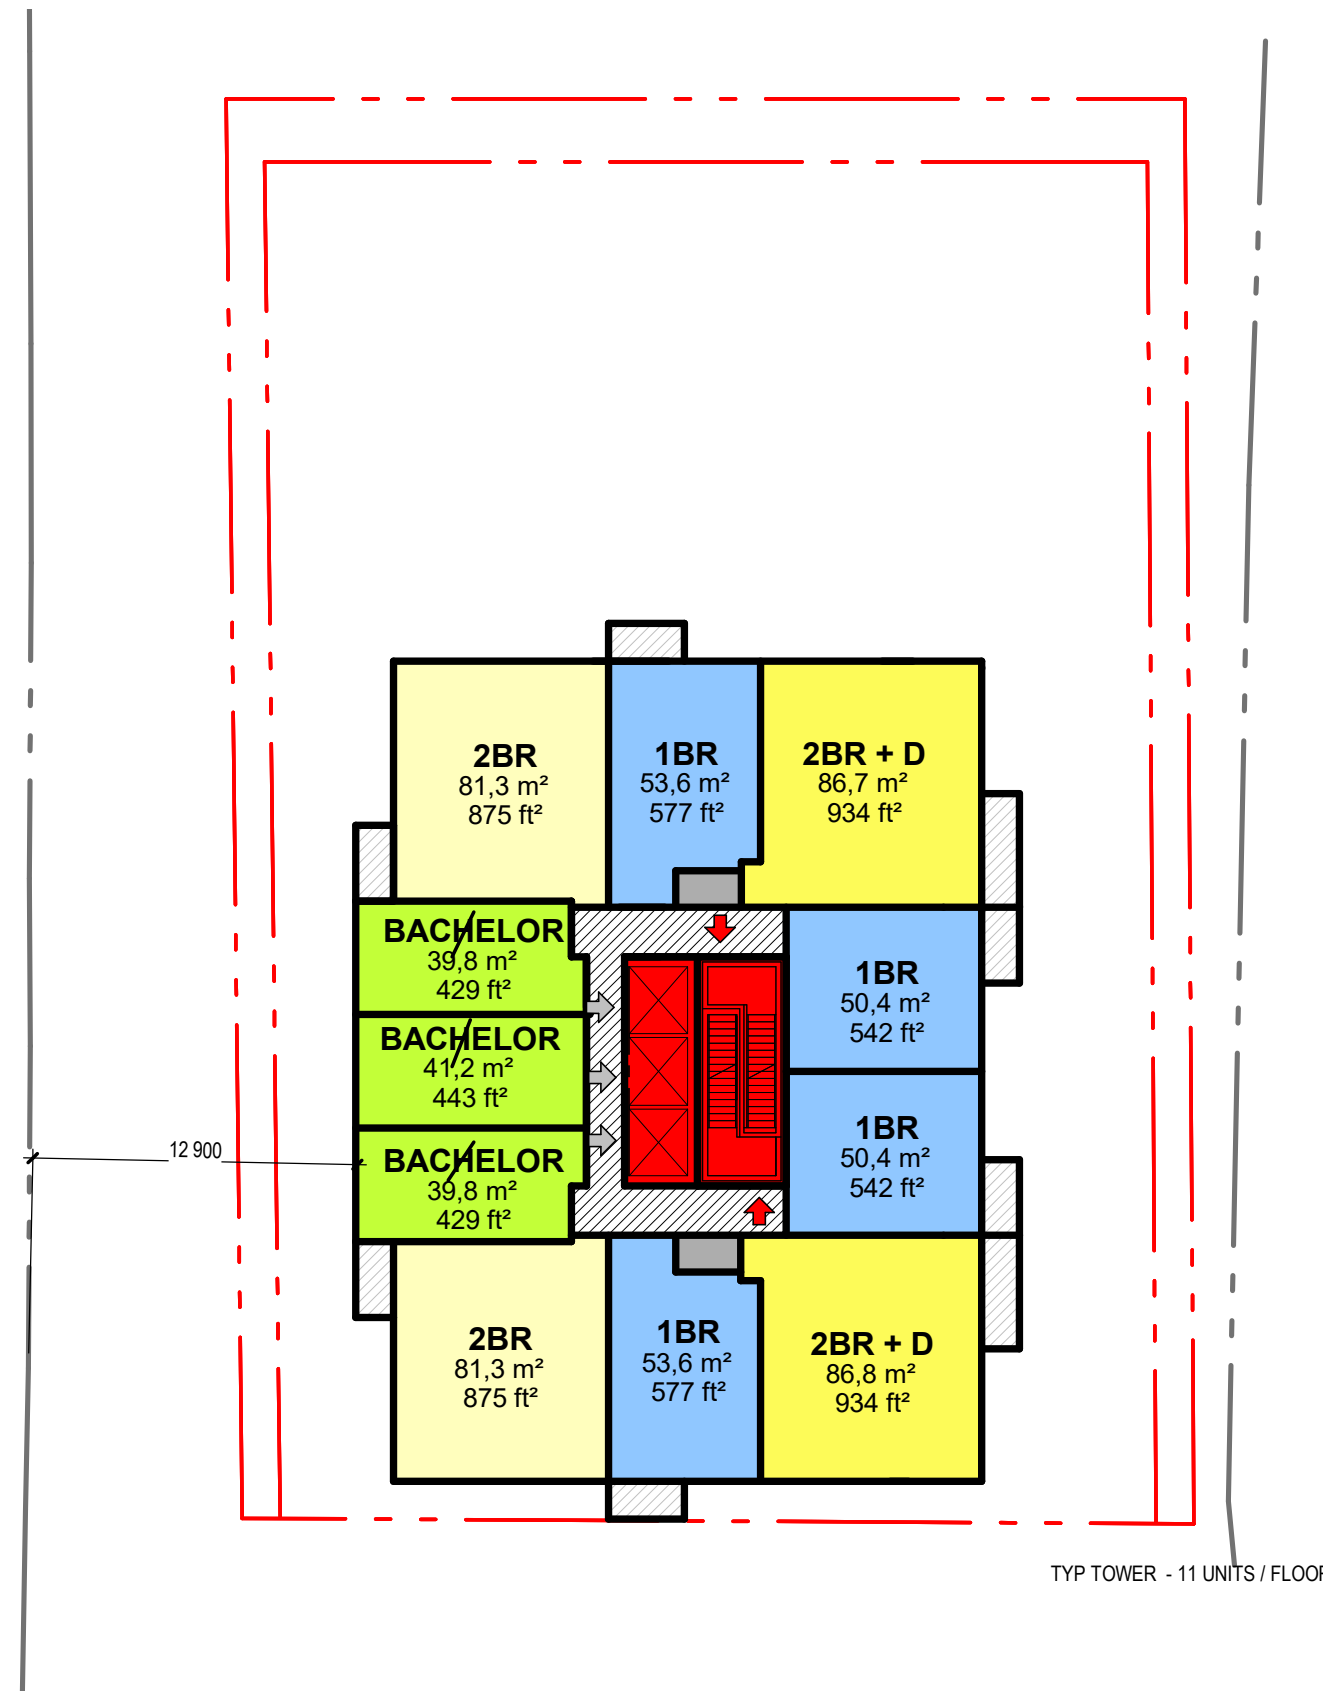 2BR
81,3 m²
875 ft²
1BR
53,6 m²
577 ft²
2BR + D
86,7 m²
934 ft²
BACHELOR
39,8 m²
429 ft²
BACHELOR
41,2 m²
443 ft²
BACHELOR
39,8 m²
429 ft²
1BR
50,4 m²
542 ft²
1BR
50,4 m²
542 ft²
12 900
2BR
81,3 m²
875 ft²
1BR
53,6 m²
577 ft²
2BR + D
86,8 m²
934 ft²
TYP TOWER - 11 UNITS / FLOOR